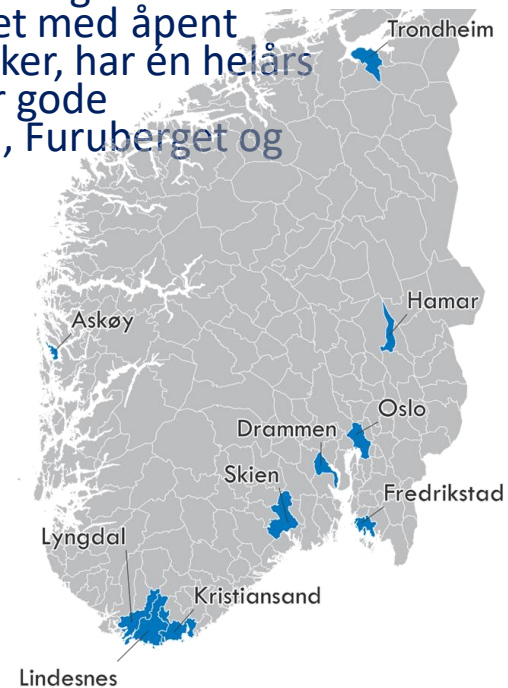 et med åpent
ker, har én helårs
r gode
, Furuberget og
Trondheim
Hamar
Askøy
Oslo
Drammen
Skien
Fredrikstad
Lyngdal
Kristiansand
Lindesnes